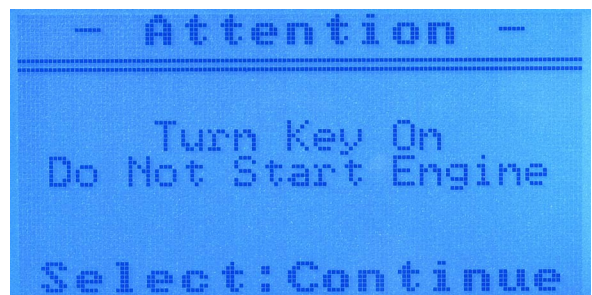 - Attention -
Turn Key On
Do Not Start Engine
Select:Continue